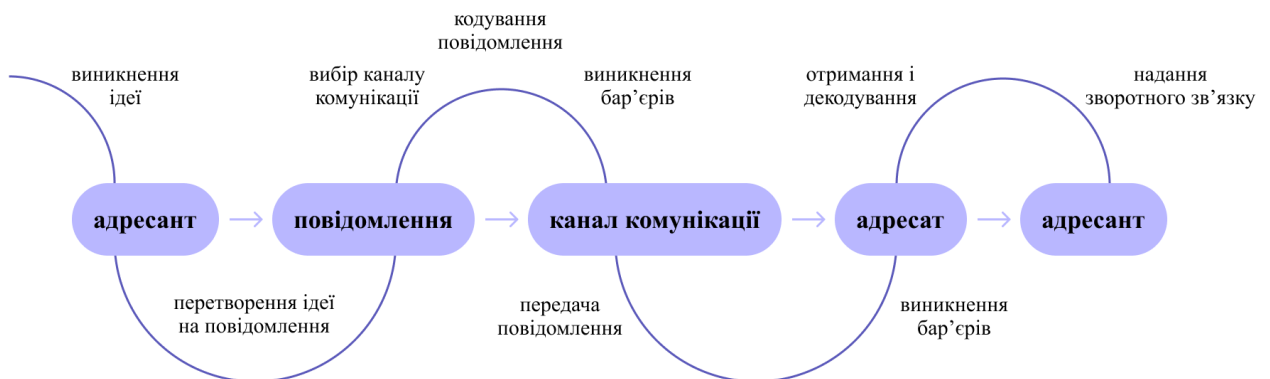 кодування
повідомлення
виникнення
ідеї
вибір каналу
комунікації
виникнення
бар’єрів
отримання і
декодування
надання
зворотного зв’язку
адресант
повідомлення
канал комунікації
адресат
адресант
перетворення ідеї
на повідомлення
передача
повідомлення
виникнення
бар’єрів